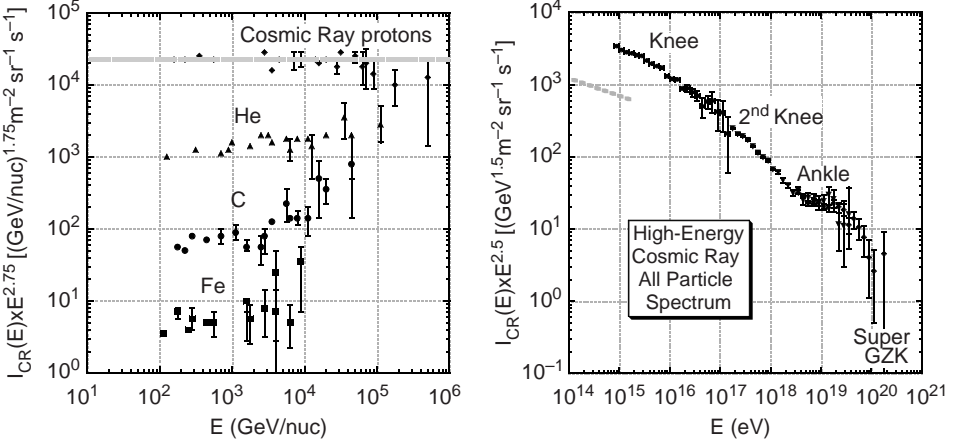 I_CR(E)xE^2.75 [(GeV/nuc)^1.75 m^−2 sr^−1 s^−1]
10^5
10^4
10^3
10^2
10^1
10^0
Cosmic Ray protons
He
C
Fe
10^1 10^2 10^3 10^4 10^5 10^6
E (GeV/nuc)
I_CR(E)xE^2.5 [(GeV^1.5 m^−2 sr^−1 s^−1]
10^4
10^3
10^2
10^1
10^0
10^−1
Knee
2^nd Knee
Ankle
High-Energy
Cosmic Ray
All Particle
Spectrum
Super
GZK
10^14 10^15 10^16 10^17 10^18 10^19 10^20 10^21
E (eV)